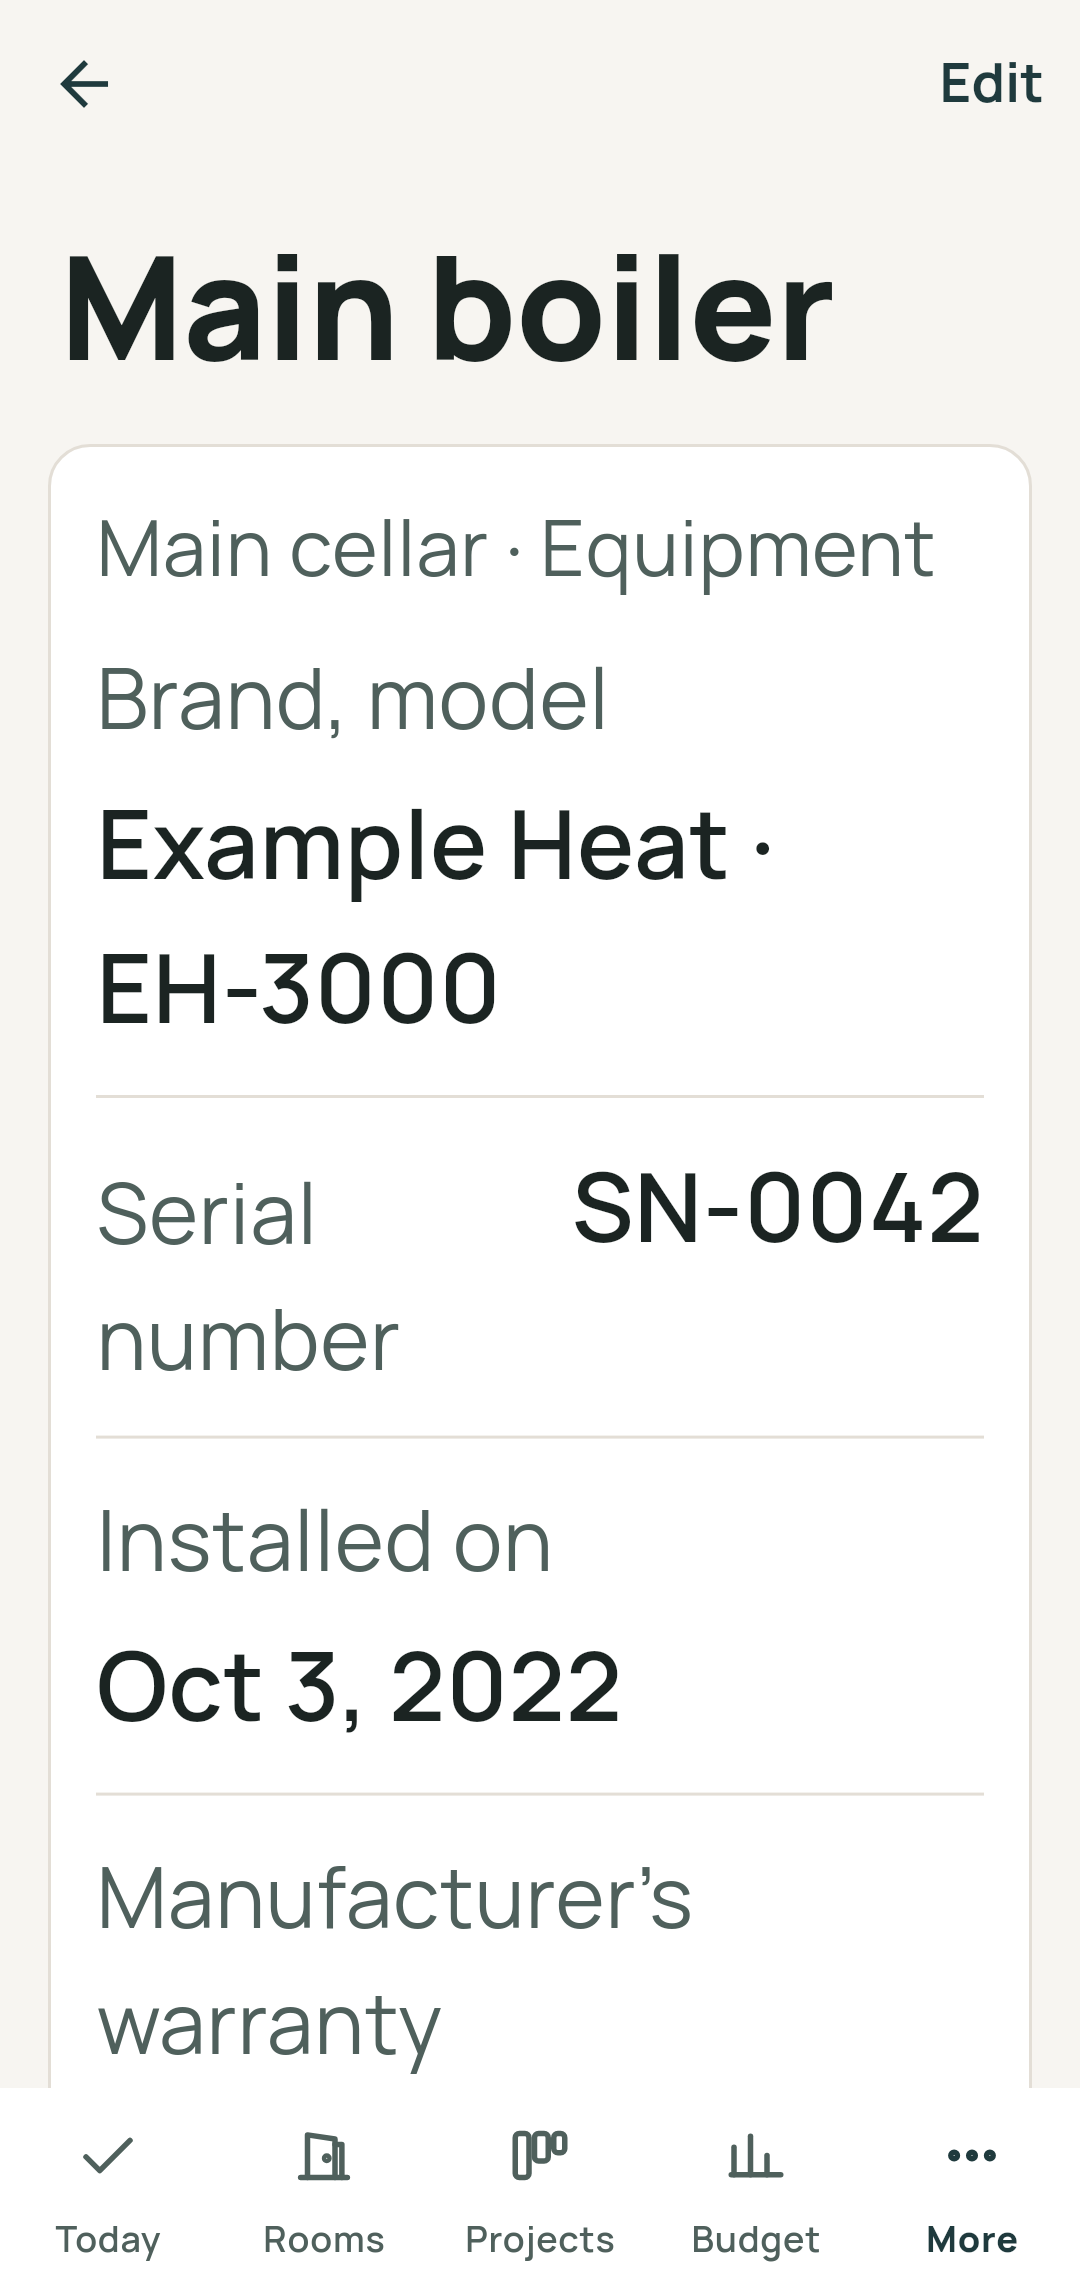 Edit
Main boiler
Main cellar · Equipment
Brand, model
Example Heat ·
EH-3000
Serial
number
SN-0042
Installed on
Oct 3, 2022
Manufacturer’s
warranty
Today
Rooms
Projects
Budget
More